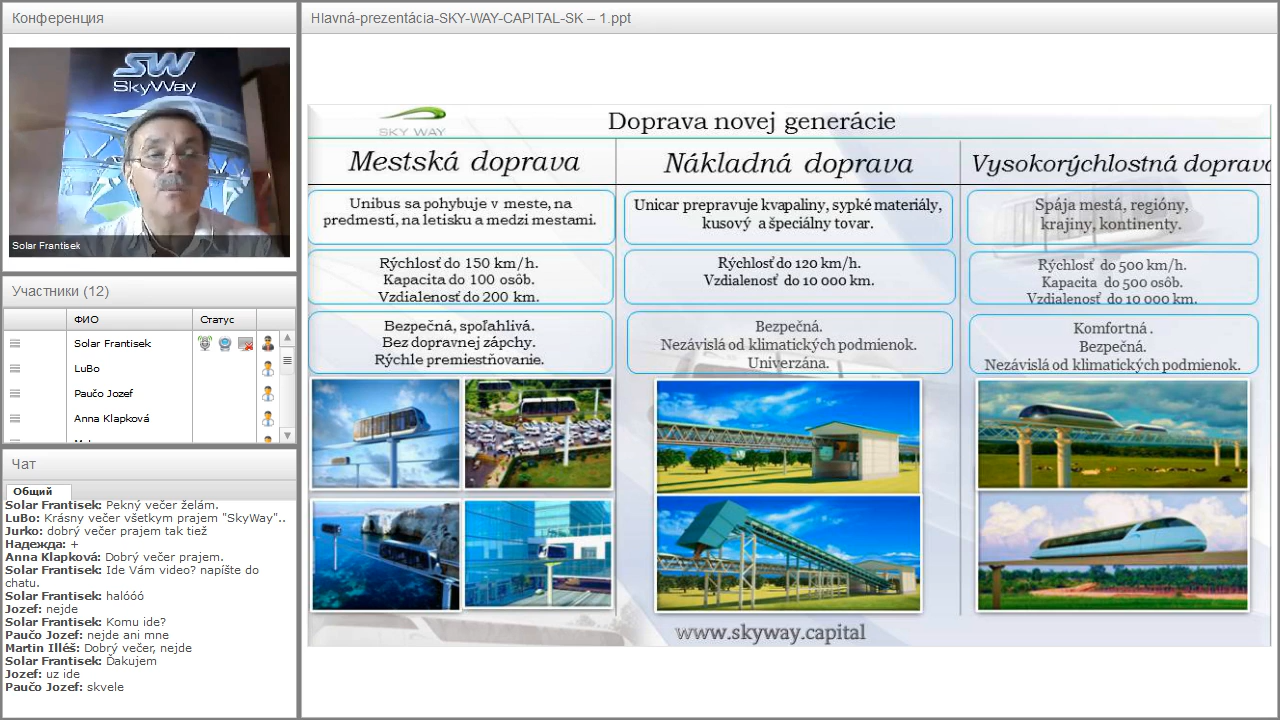 Конференция
SW
SkyWay
Solar Frantisek
Участники (12)
ФИО
Статус
Solar Frantisek
LuBo
Paučo Jozef
Anna Klapková
Чат
Общий
Solar Frantisek: Pekný večer želám.
LuBo: Krásny večer všetkym prajem "SkyWay"..
Jurko: dobrý večer prajem tak tiež
Надежда: +
Anna Klapková: Dobrý večer prajem.
Solar Frantisek: Ide Vám video? napíšte do
chatu.
Solar Frantisek: halóóó
Jozef: nejde
Solar Frantisek: Komu ide?
Paučo Jozef: nejde ani mne
Martin Illéš: Dobrý večer, nejde
Solar Frantisek: Ďakujem
Jozef: uz ide
Paučo Jozef: skvele
Hlavná-prezentácia-SKY-WAY-CAPITAL-SK – 1.ppt
SKY WAY
Doprava novej generácie
Mestská doprava
Unibus sa pohybuje v meste, na
predmestí, na letisku a medzi mestami.
Rýchlosť do 150 km/h.
Kapacita do 100 osôb.
Vzdialenosť do 200 km.
Bezpečná, spoľahlivá.
Bez dopravnej zápchy.
Rýchle premiestňovanie.
Nákladná doprava
Unicar prepravuje kvapaliny, sypké materiály,
kusový a špeciálny tovar.
Rýchlosť do 120 km/h.
Vzdialenosť do 10 000 km.
Bezpečná.
Nezávislá od klimatických podmienok.
Univerzána.
Vysokorýchlostná doprava
Spája mestá, regióny,
krajiny, kontinenty.
Rýchlosť do 500 km/h.
Kapacita do 500 osôb.
Vzdialenosť do 10 000 km.
Komfortná .
Bezpečná.
Nezávislá od klimatických podmienok.
www.skyway.capital